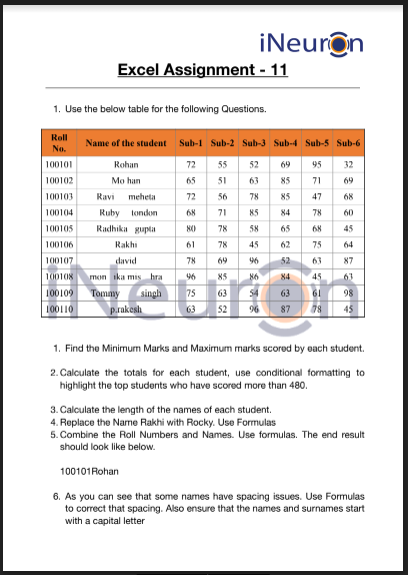 iNeuron
Excel Assignment - 11
1. Use the below table for the following Questions.
Roll No. Name of the student Sub-1 Sub-2 Sub-3 Sub-4 Sub-5 Sub-6
100101 Rohan 72 55 52 69 95 32
100102 Mo han 65 51 63 85 71 69
100103 Ravi meheta 72 56 78 85 47 68
100104 Ruby tondon 68 71 85 84 78 60
100105 Radhika gupta 80 78 58 65 68 45
100106 Rakhi 61 78 45 62 75 64
100107 david 78 69 96 52 63 87
100108 mon ika mis hra 96 85 86 84 45 63
100109 Tommy singh 75 63 54 63 61 98
100110 p.rakesh 63 52 96 87 78 45
iNeuron
1. Find the Minimum Marks and Maximum marks scored by each student.
2. Calculate the totals for each student, use conditional formatting to
highlight the top students who have scored more than 480.
3. Calculate the length of the names of each student.
4. Replace the Name Rakhi with Rocky. Use Formulas
5. Combine the Roll Numbers and Names. Use formulas. The end result
should look like below.
100101Rohan
6. As you can see that some names have spacing issues. Use Formulas
to correct that spacing. Also ensure that the names and surnames start
with a capital letter